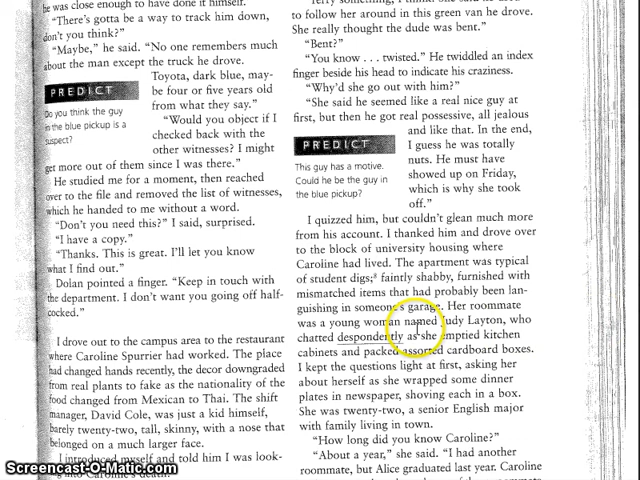 he was close enough to have done it himself.
"There's gotta be a way to track him down,
don't you think?"
"Maybe," he said. "No one remembers much
about the man except the truck he drove.
Toyota, dark blue, may-
be four or five years old
from what they say."
PREDICT
Do you think the guy
in the blue pickup is a
suspect?
"Would you object if I
checked back with the
other witnesses? I might
get more out of them since I was there."
He studied me for a moment, then reached
over to the file and removed the list of witnesses,
which he handed to me without a word.
"Don't you need this?" I said, surprised.
"I have a copy."
"Thanks. This is great. I'll let you know
what I find out."
Dolan pointed a finger. "Keep in touch with
the department. I don't want you going off half-
cocked."
I drove out to the campus area to the restaurant
where Caroline Spurrier had worked. The place
had changed hands recently, the decor downgraded
from real plants to fake as the nationality of the
food changed from Mexican to Thai. The shift
manager, David Cole, was just a kid himself,
barely twenty-two, tall, skinny, with a nose that
belonged on a much larger face.
I introduced myself and told him I was look-
ing into Caroline's death.
Terry something, I think. She said he used
to follow her around in this green van he drove.
She really thought the dude was bent."
"Bent?"
"You know . . . twisted." He twiddled an index
finger beside his head to indicate his craziness.
"Why'd she go out with him?"
"She said he seemed like a real nice guy at
first, but then he got real possessive, all jealous
and like that. In the end,
I guess he was totally
nuts. He must have
showed up on Friday,
which is why she took
off."
PREDICT
This guy has a motive.
Could he be the guy in
the blue pickup?
I quizzed him, but couldn't glean much more
from his account. I thanked him and drove over
to the block of university housing where
Caroline had lived. The apartment was typical
of student digs;⁸ faintly shabby, furnished with
mismatched items that had probably been lan-
guishing in someone's garage. Her roommate
was a young woman named Judy Layton, who
chatted despondently as she emptied kitchen
cabinets and packed assorted cardboard boxes.
I kept the questions light at first, asking her
about herself as she wrapped some dinner
plates in newspaper, shoving each in a box.
She was twenty-two, a senior English major
with family living in town.
"How long did you know Caroline?"
"About a year," she said. "I had another
roommate, but Alice graduated last year. Caroline
Screencast-O-Matic.com